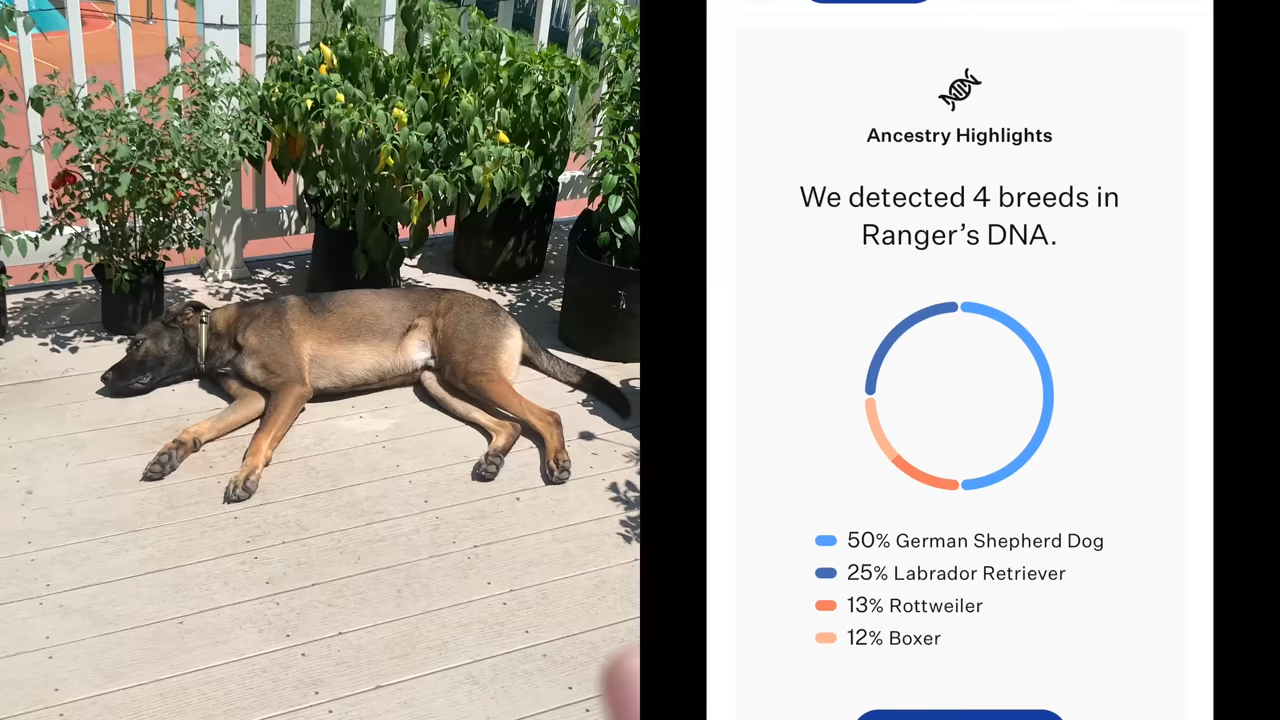 Ancestry Highlights
We detected 4 breeds in
Ranger’s DNA.
50% German Shepherd Dog
25% Labrador Retriever
13% Rottweiler
12% Boxer